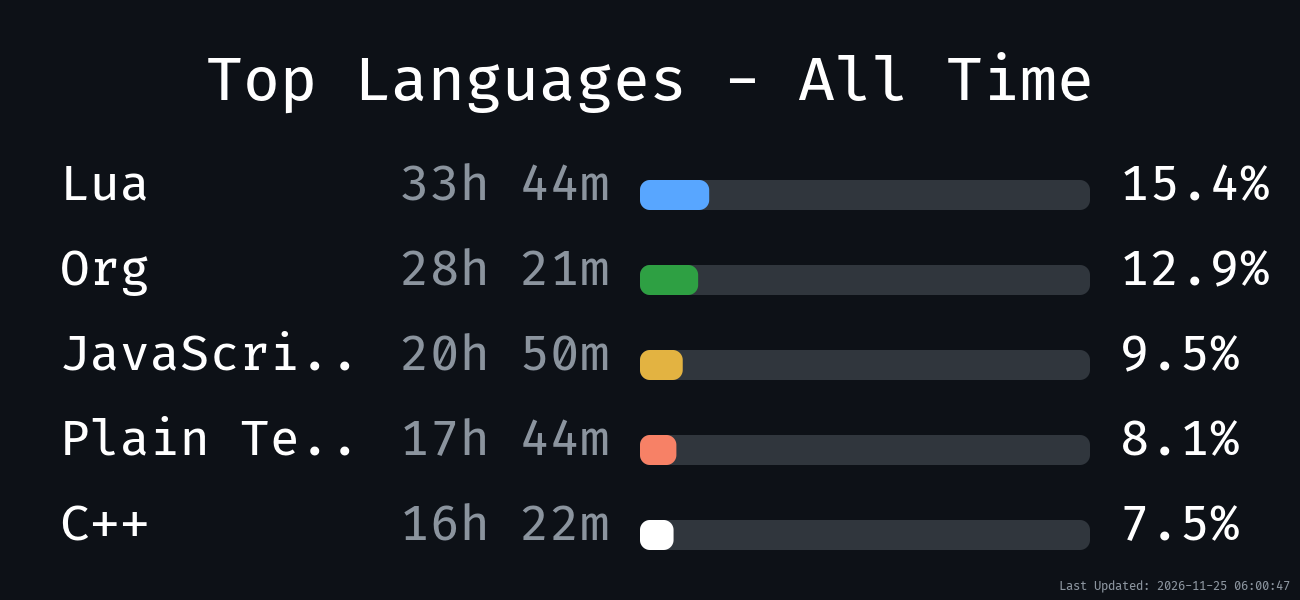 Top Languages - All Time
Lua 33h 44m 15.4%
Org 28h 21m 12.9%
JavaScri.. 20h 50m 9.5%
Plain Te.. 17h 44m 8.1%
C++ 16h 22m 7.5%
Last Updated: 2026-11-25 06:00:47